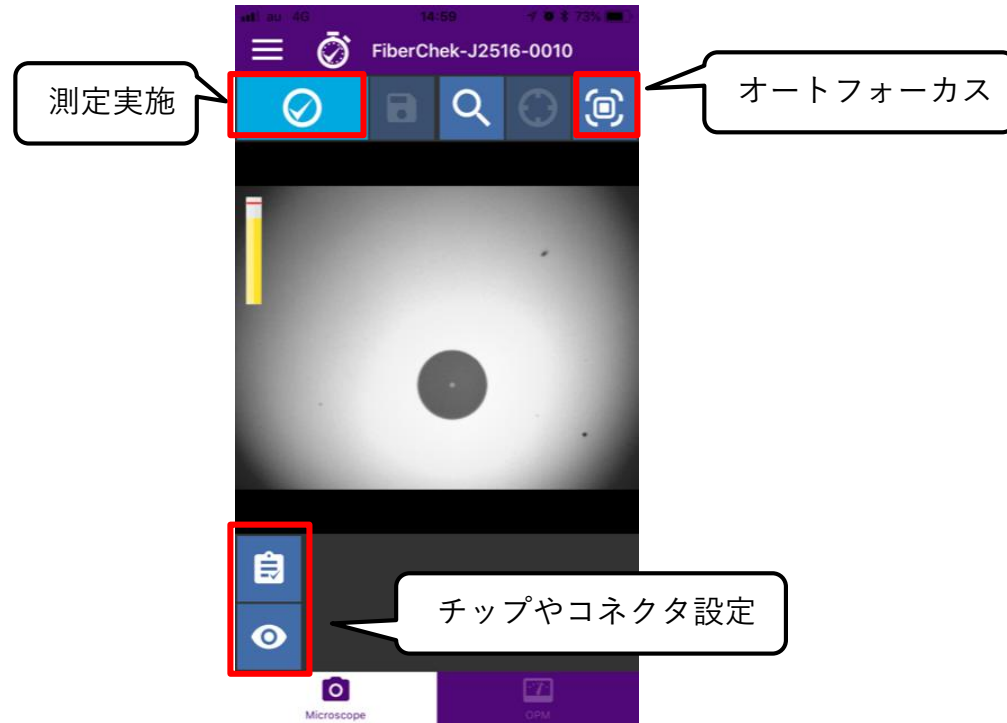 au 4G 14:59 73%
FiberChek-J2516-0010
測定実施
オートフォーカス
チップやコネクタ設定
Microscope
OPM